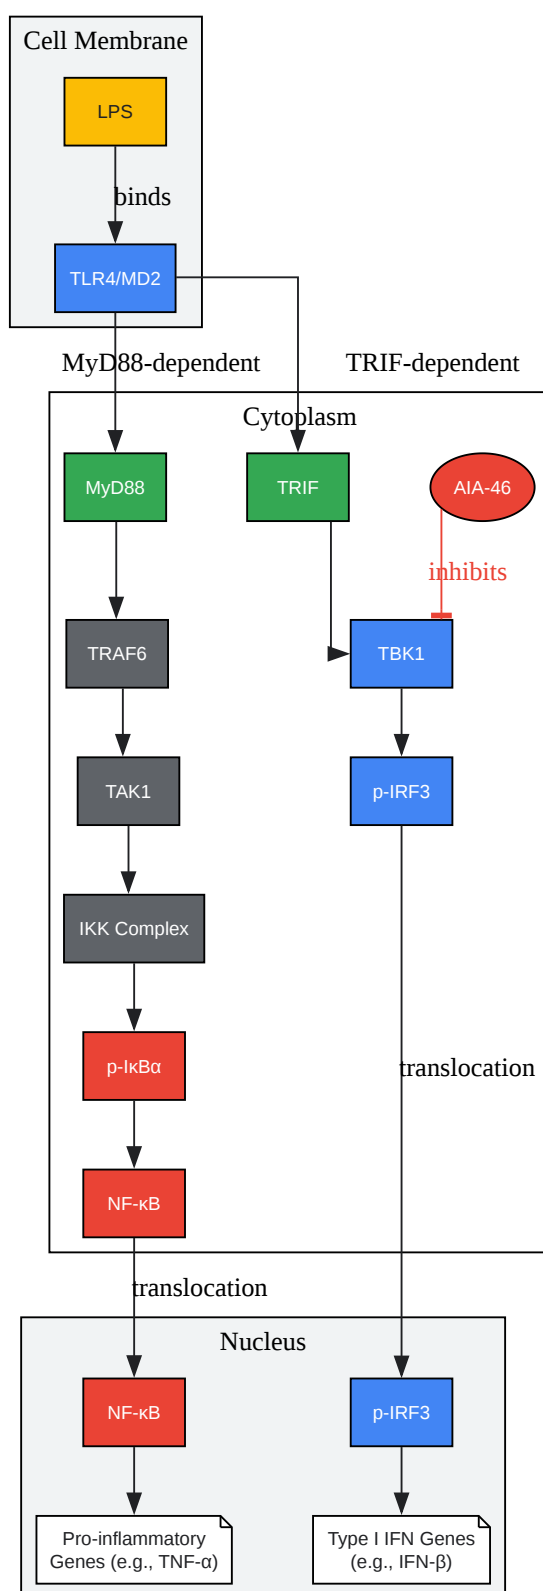 Cell Membrane
LPS
binds
TLR4/MD2
MyD88-dependent
TRIF-dependent
Cytoplasm
MyD88
TRIF
AIA-46
inhibits
TRAF6
TBK1
TAK1
p-IRF3
IKK Complex
p-IκBα
translocation
NF-κB
translocation
Nucleus
NF-κB
p-IRF3
Pro-inflammatory
Genes (e.g., TNF-α)
Type I IFN Genes
(e.g., IFN-β)